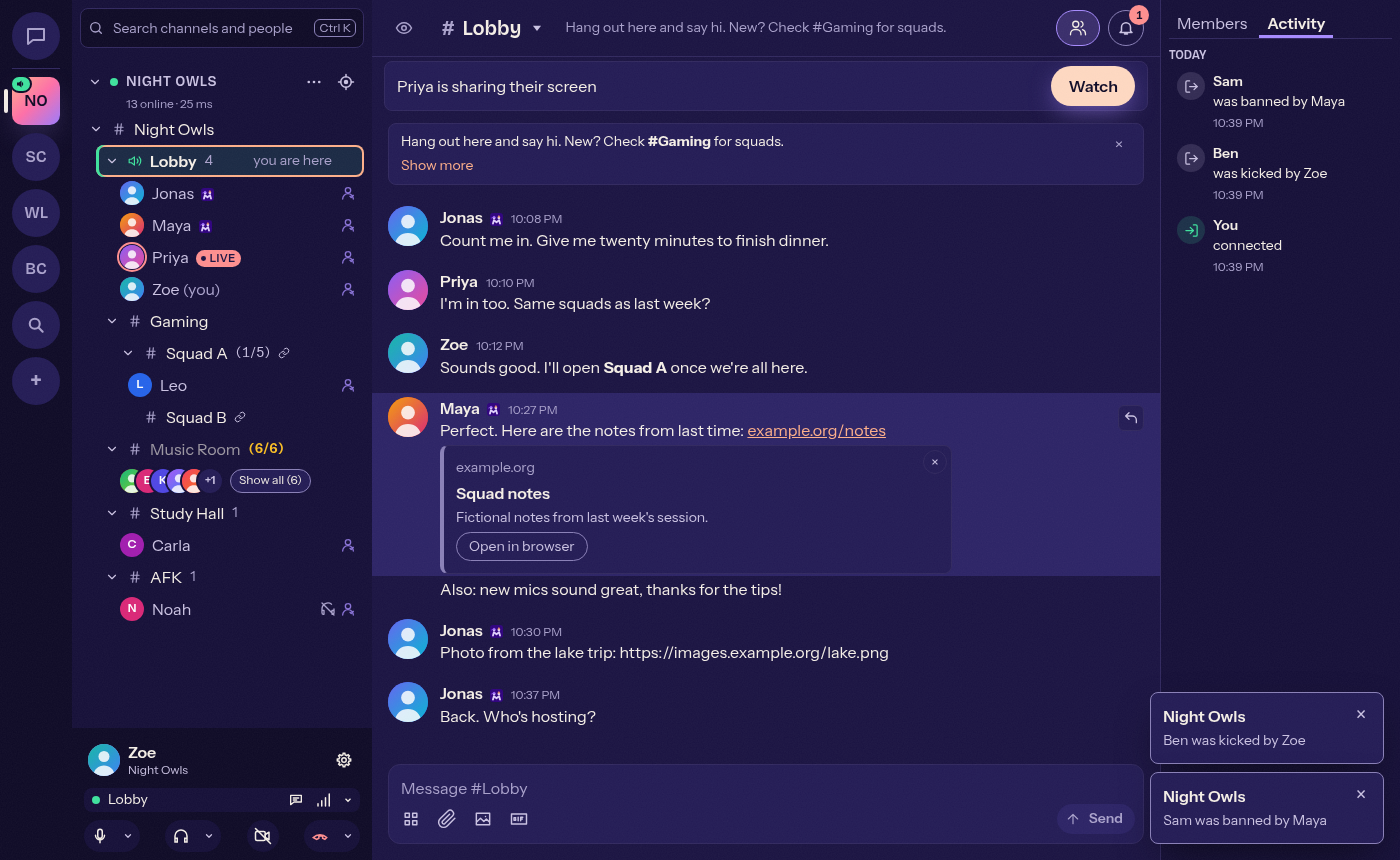 NO
SC
WL
BC
+
Search channels and people
Ctrl K
NIGHT OWLS
13 online · 25 ms
# Night Owls
Lobby 4 you are here
Jonas
Maya
Priya LIVE
Zoe (you)
# Gaming
# Squad A (1/5)
L Leo
# Squad B
# Music Room (6/6)
+1 Show all (6)
# Study Hall 1
C Carla
# AFK 1
N Noah
Zoe
Night Owls
Lobby
# Lobby
Hang out here and say hi. New? Check #Gaming for squads.
1
Priya is sharing their screen
Watch
Hang out here and say hi. New? Check #Gaming for squads.
Show more
Jonas 10:08 PM
Count me in. Give me twenty minutes to finish dinner.
Priya 10:10 PM
I'm in too. Same squads as last week?
Zoe 10:12 PM
Sounds good. I'll open Squad A once we're all here.
Maya 10:27 PM
Perfect. Here are the notes from last time: example.org/notes
example.org
Squad notes
Fictional notes from last week's session.
Open in browser
Also: new mics sound great, thanks for the tips!
Jonas 10:30 PM
Photo from the lake trip: https://images.example.org/lake.png
Jonas 10:37 PM
Back. Who's hosting?
Message #Lobby
GIF
Send
Members Activity
TODAY
Sam
was banned by Maya
10:39 PM
Ben
was kicked by Zoe
10:39 PM
You
connected
10:39 PM
Night Owls
Ben was kicked by Zoe
Night Owls
Sam was banned by Maya